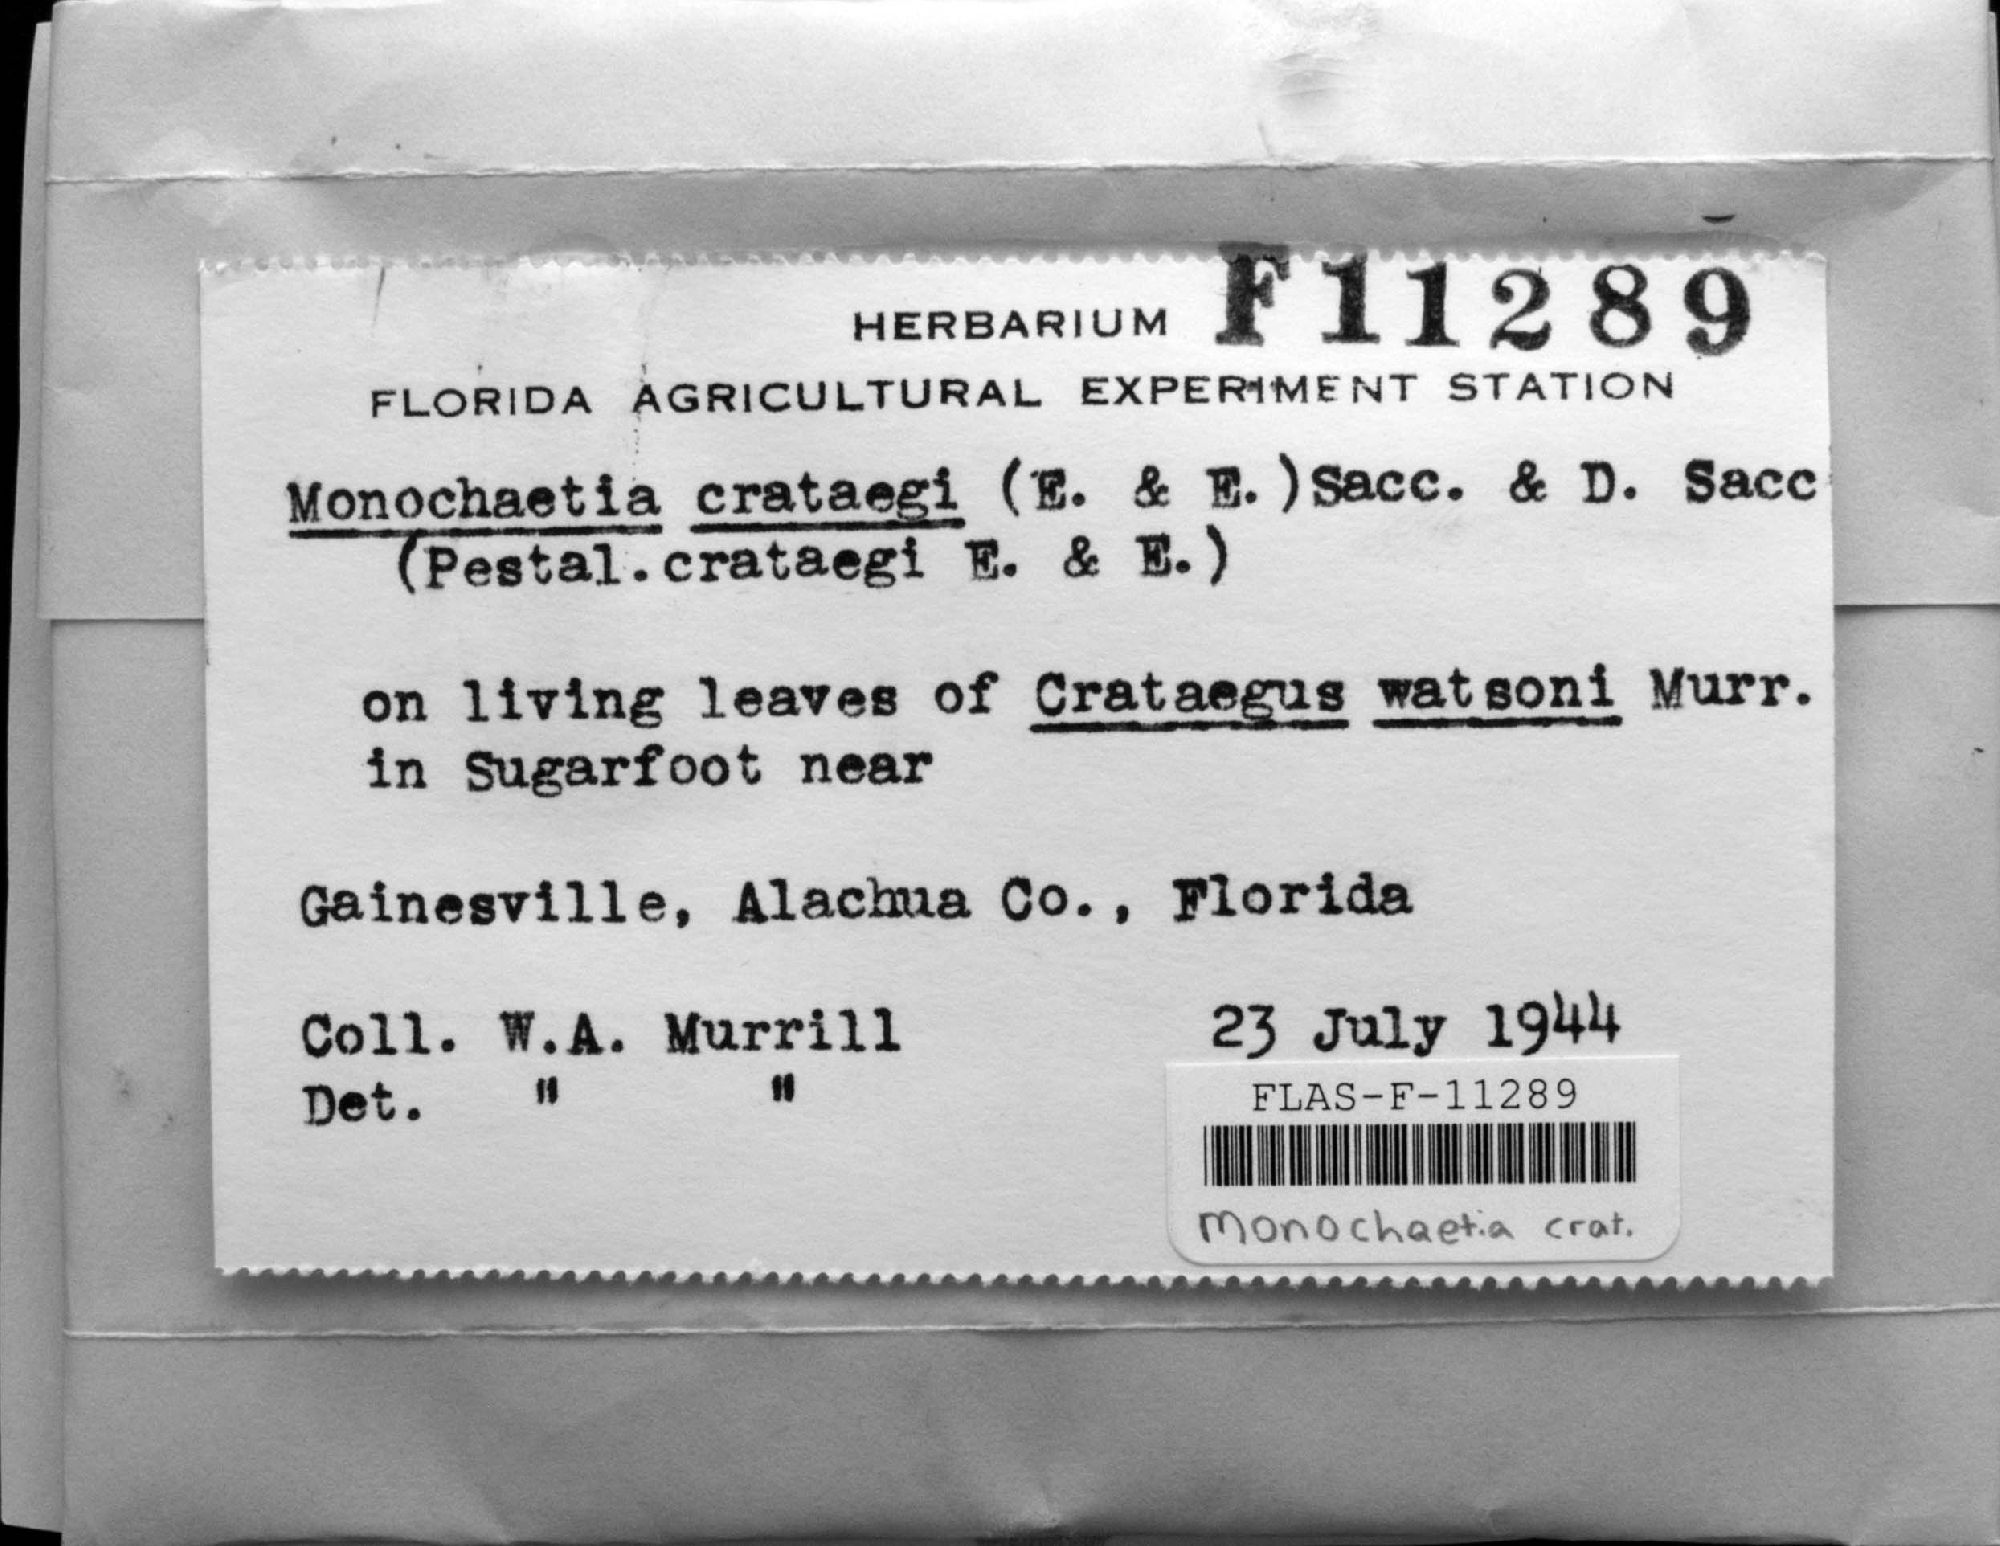 HERBARIUM F11289
FLORIDA AGRICULTURAL EXPERIMENT STATION
Monochaetia crataegi (E. & E.)Sacc. & D. Sacc
(Pestal.crataegi E. & E.)
on living leaves of Crataegus watsoni Murr.
in Sugarfoot near
Gainesville, Alachua Co., Florida
Coll. W.A. Murrill 23 July 1944
Det. " "
FLAS-F-11289
Monochaetia crat.